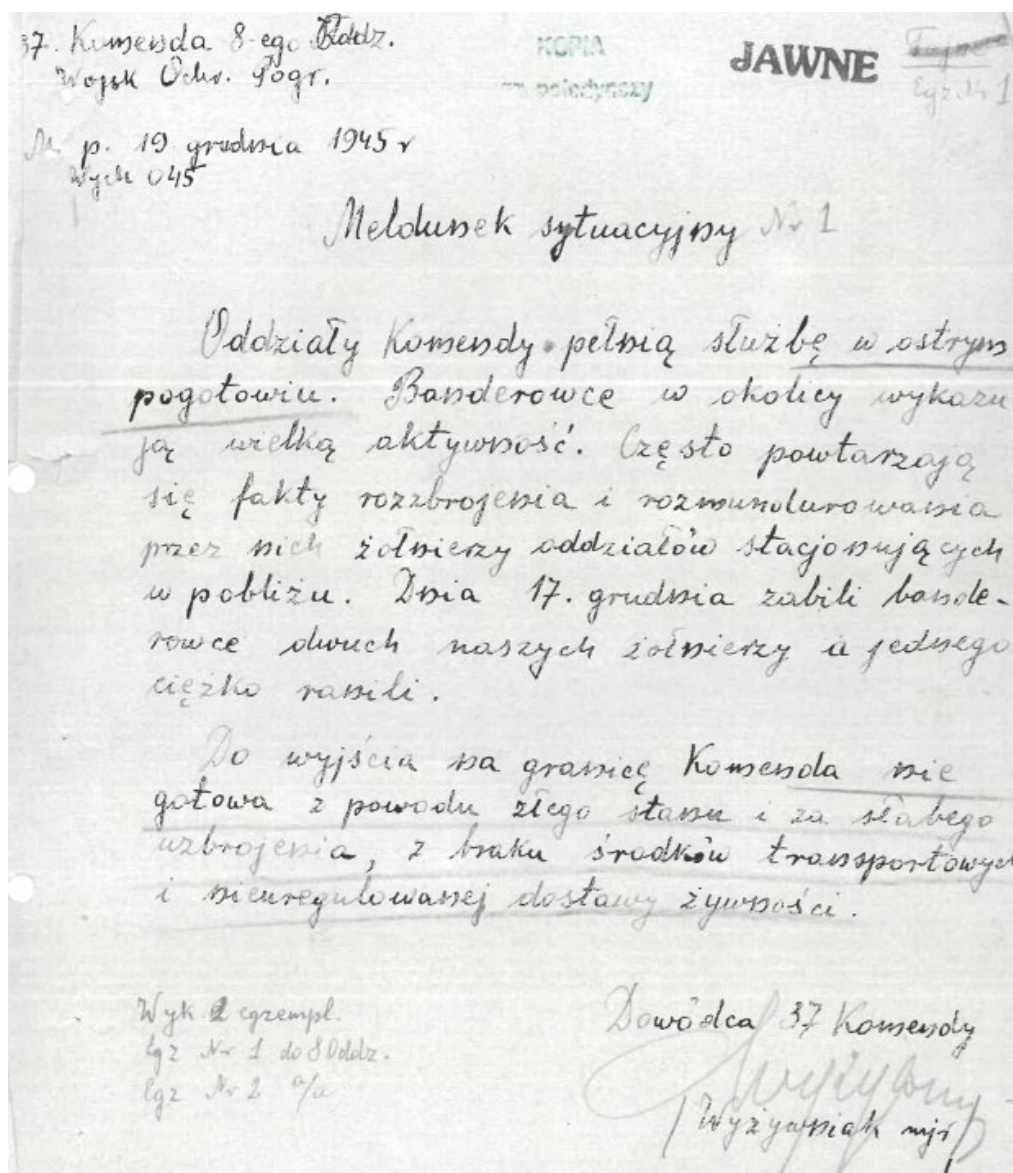 37. Komenda 8-ego Oddz.
Wojsk Ochr. Pogr.
KOPIA
JAWNE
Tajne
Egz. Nr 1
M. p. 19 grudnia 1945 r
Wych 045
Meldunek sytuacyjny Nr 1
Oddziały Komendy pełnią służbę w ostrym
pogotowiu. Banderowce w okolicy wykazu
ją wielką aktywność. Często powtarzają
się fakty rozzbrojenia i rozmundurowania
przez nich żołnierzy oddziałów stacjonujących
w pobliżu. Dnia 17. grudnia zabili bande-
rowce dwuch naszych żołnierzy a jednego
ciężko ranili.
Do wyjścia na granicę Komenda nie
gotowa z powodu złego stanu i za słabego
uzbrojenia, z braku środków transportowych
i nieuregulowanej dostawy żywności.
Wyk 2 egzempl.
Egz Nr 1 do 8 Oddz.
Egz Nr 2 a/a
Dowódca 37 Komendy
/Wyżywniak mjr/